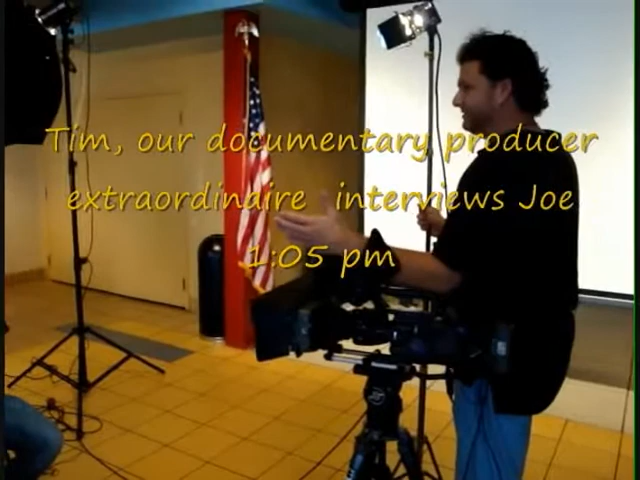 Tim, our documentary producer
extraordinaire interviews Joe
1:05 pm